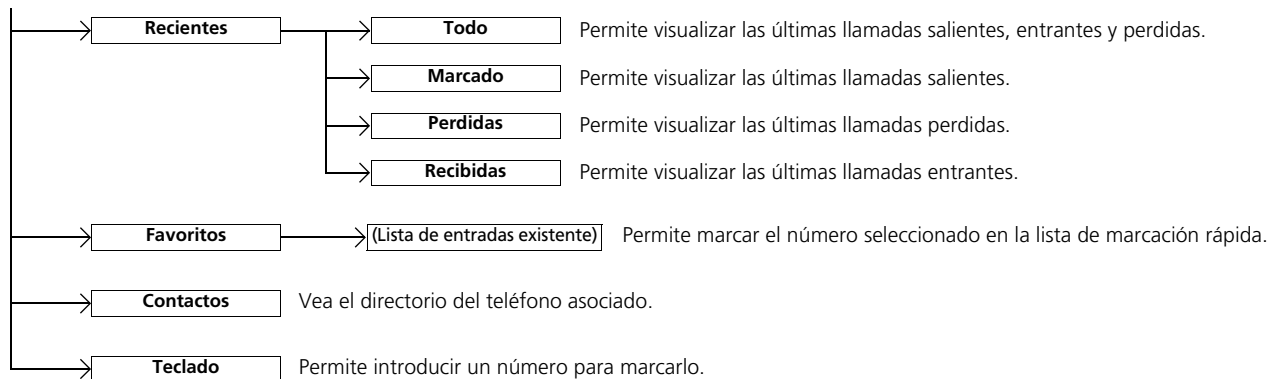 Recientes Todo Permite visualizar las últimas llamadas salientes, entrantes y perdidas.
Marcado Permite visualizar las últimas llamadas salientes.
Perdidas Permite visualizar las últimas llamadas perdidas.
Recibidas Permite visualizar las últimas llamadas entrantes.
Favoritos (Lista de entradas existente) Permite marcar el número seleccionado en la lista de marcación rápida.
Contactos Vea el directorio del teléfono asociado.
Teclado Permite introducir un número para marcarlo.